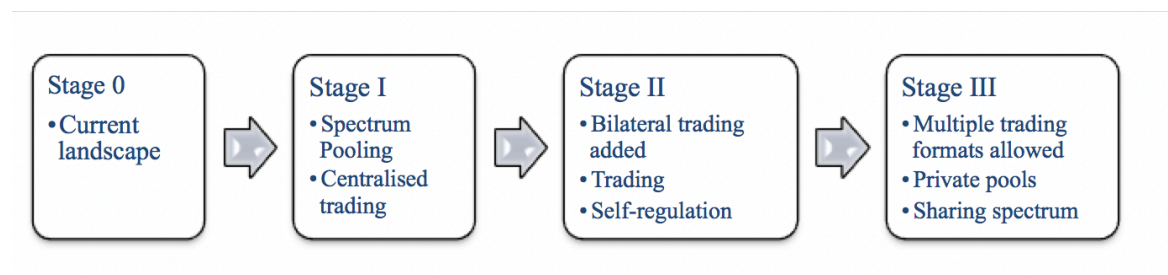 Stage 0
•Current
landscape
Stage I
•Spectrum
Pooling
•Centralised
trading
Stage II
•Bilateral trading
added
•Trading
•Self-regulation
Stage III
•Multiple trading
formats allowed
•Private pools
•Sharing spectrum